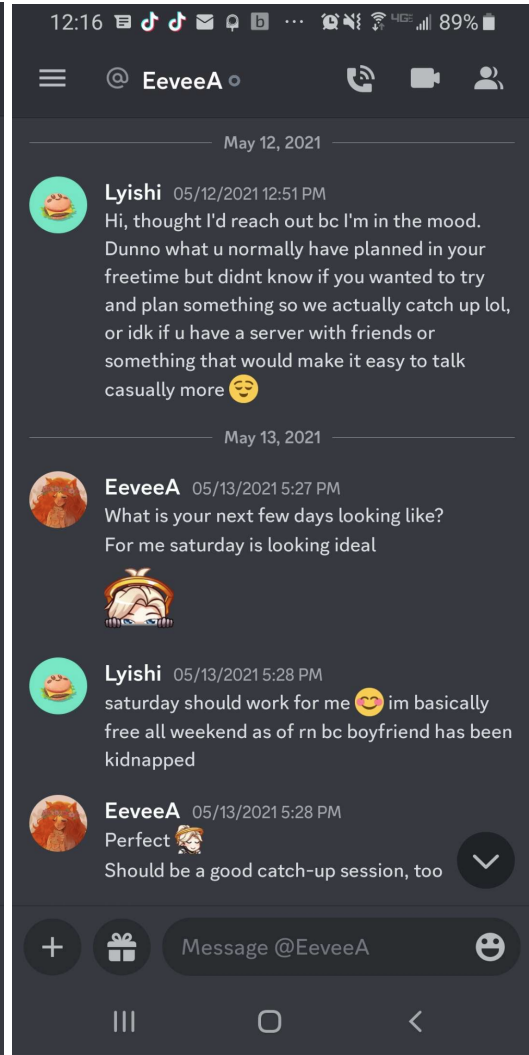 12:16
4GE
89%
@ EeveeA
May 12, 2021
Lyishi 05/12/2021 12:51 PM
Hi, thought I'd reach out bc I'm in the mood.
Dunno what u normally have planned in your
freetime but didnt know if you wanted to try
and plan something so we actually catch up lol,
or idk if u have a server with friends or
something that would make it easy to talk
casually more 😌
May 13, 2021
EeveeA 05/13/2021 5:27 PM
What is your next few days looking like?
For me saturday is looking ideal
Lyishi 05/13/2021 5:28 PM
saturday should work for me 😊 im basically
free all weekend as of rn bc boyfriend has been
kidnapped
EeveeA 05/13/2021 5:28 PM
Perfect
Should be a good catch-up session, too
Message @EeveeA